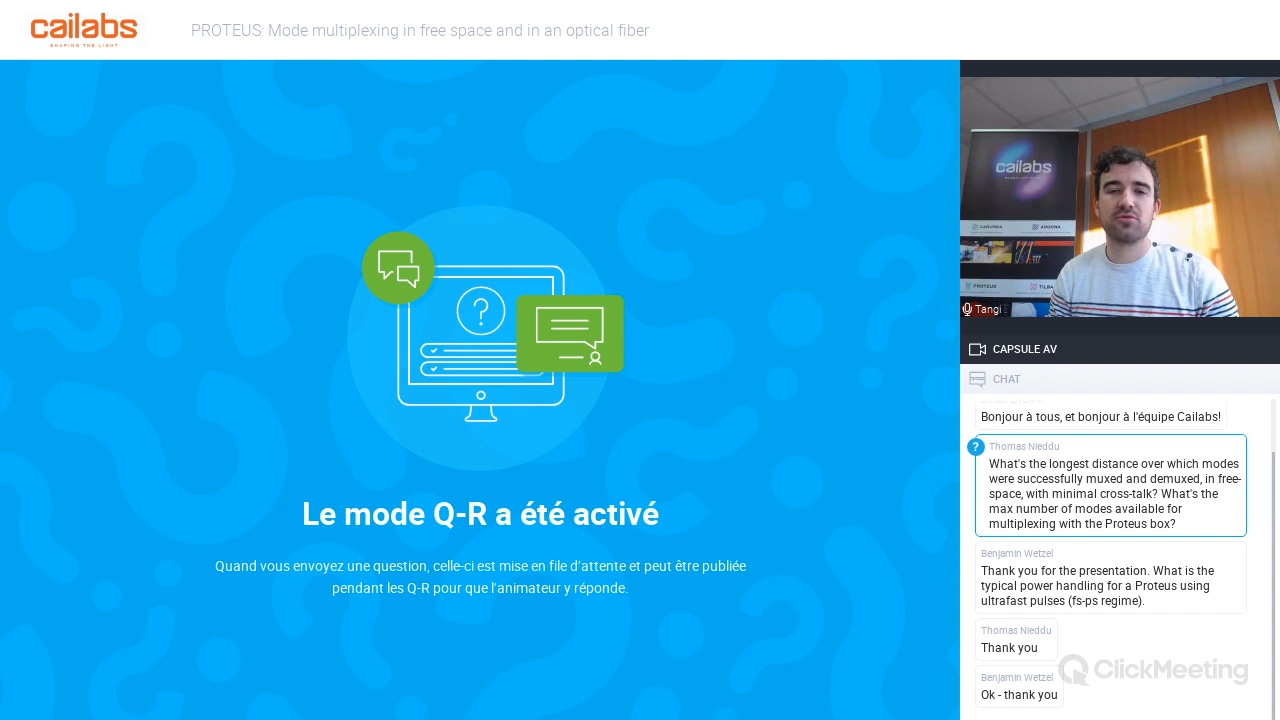 cailabs
SHAPING THE LIGHT
PROTEUS: Mode multiplexing in free space and in an optical fiber
Le mode Q-R a été activé
Quand vous envoyez une question, celle-ci est mise en file d'attente et peut être publiée
pendant les Q-R pour que l'animateur y réponde.
cailabs
CANUNDA
AROONA
PROTEUS
TILBA
Tangi
CAPSULE AV
CHAT
Bonjour à tous, et bonjour à l'équipe Cailabs!
?
Thomas Nieddu
What's the longest distance over which modes
were successfully muxed and demuxed, in free-
space, with minimal cross-talk? What's the
max number of modes available for
multiplexing with the Proteus box?
Benjamin Wetzel
Thank you for the presentation. What is the
typical power handling for a Proteus using
ultrafast pulses (fs-ps regime).
Thomas Nieddu
Thank you
Benjamin Wetzel
Ok - thank you
ClickMeeting